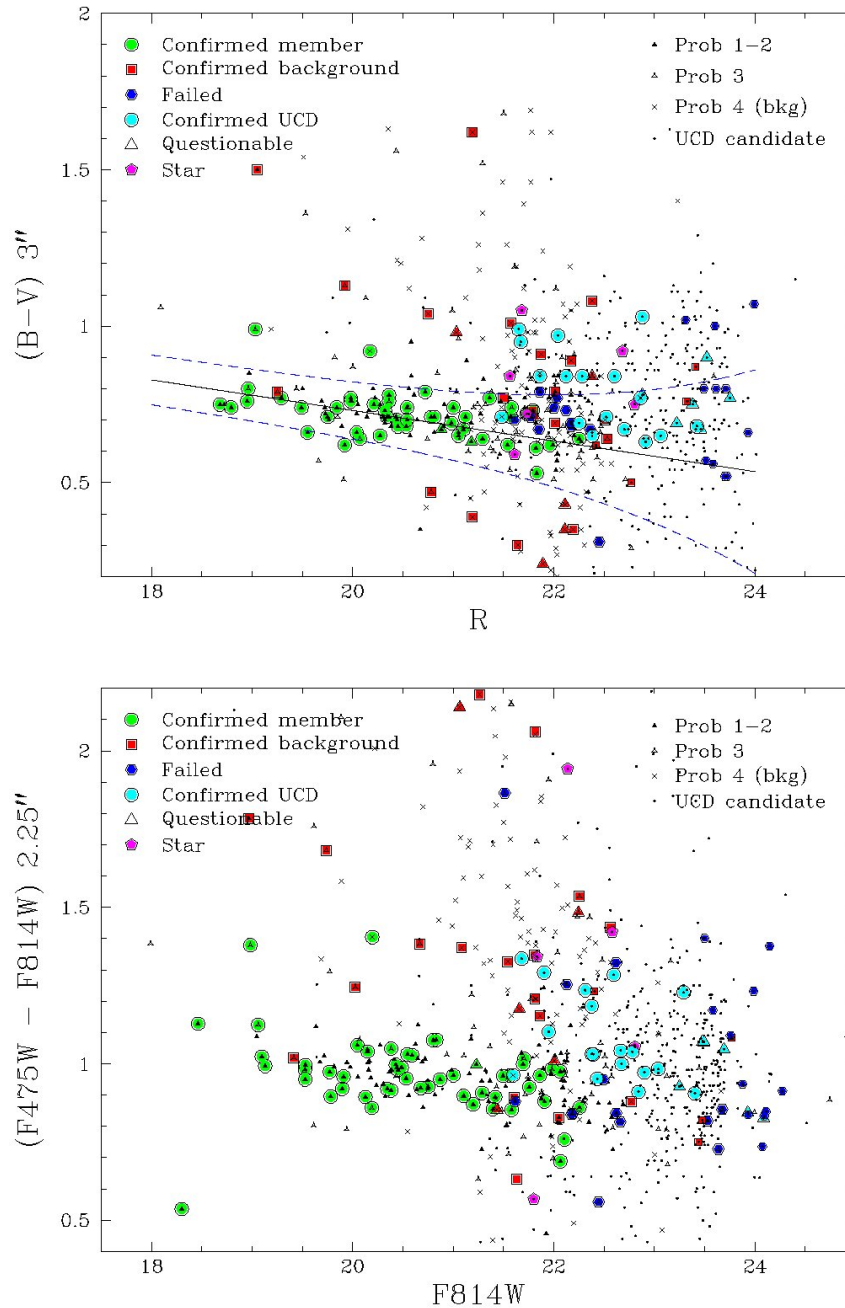 2
1.5
1
0.5
(B−V) 3"
Confirmed member
Confirmed background
Failed
Confirmed UCD
Questionable
Star
Prob 1−2
Prob 3
Prob 4 (bkg)
UCD candidate
18
20
22
24
R
2
1.5
1
0.5
(F475W − F814W) 2.25"
Confirmed member
Confirmed background
Failed
Confirmed UCD
Questionable
Star
Prob 1−2
Prob 3
Prob 4 (bkg)
UCD candidate
18
20
22
24
F814W